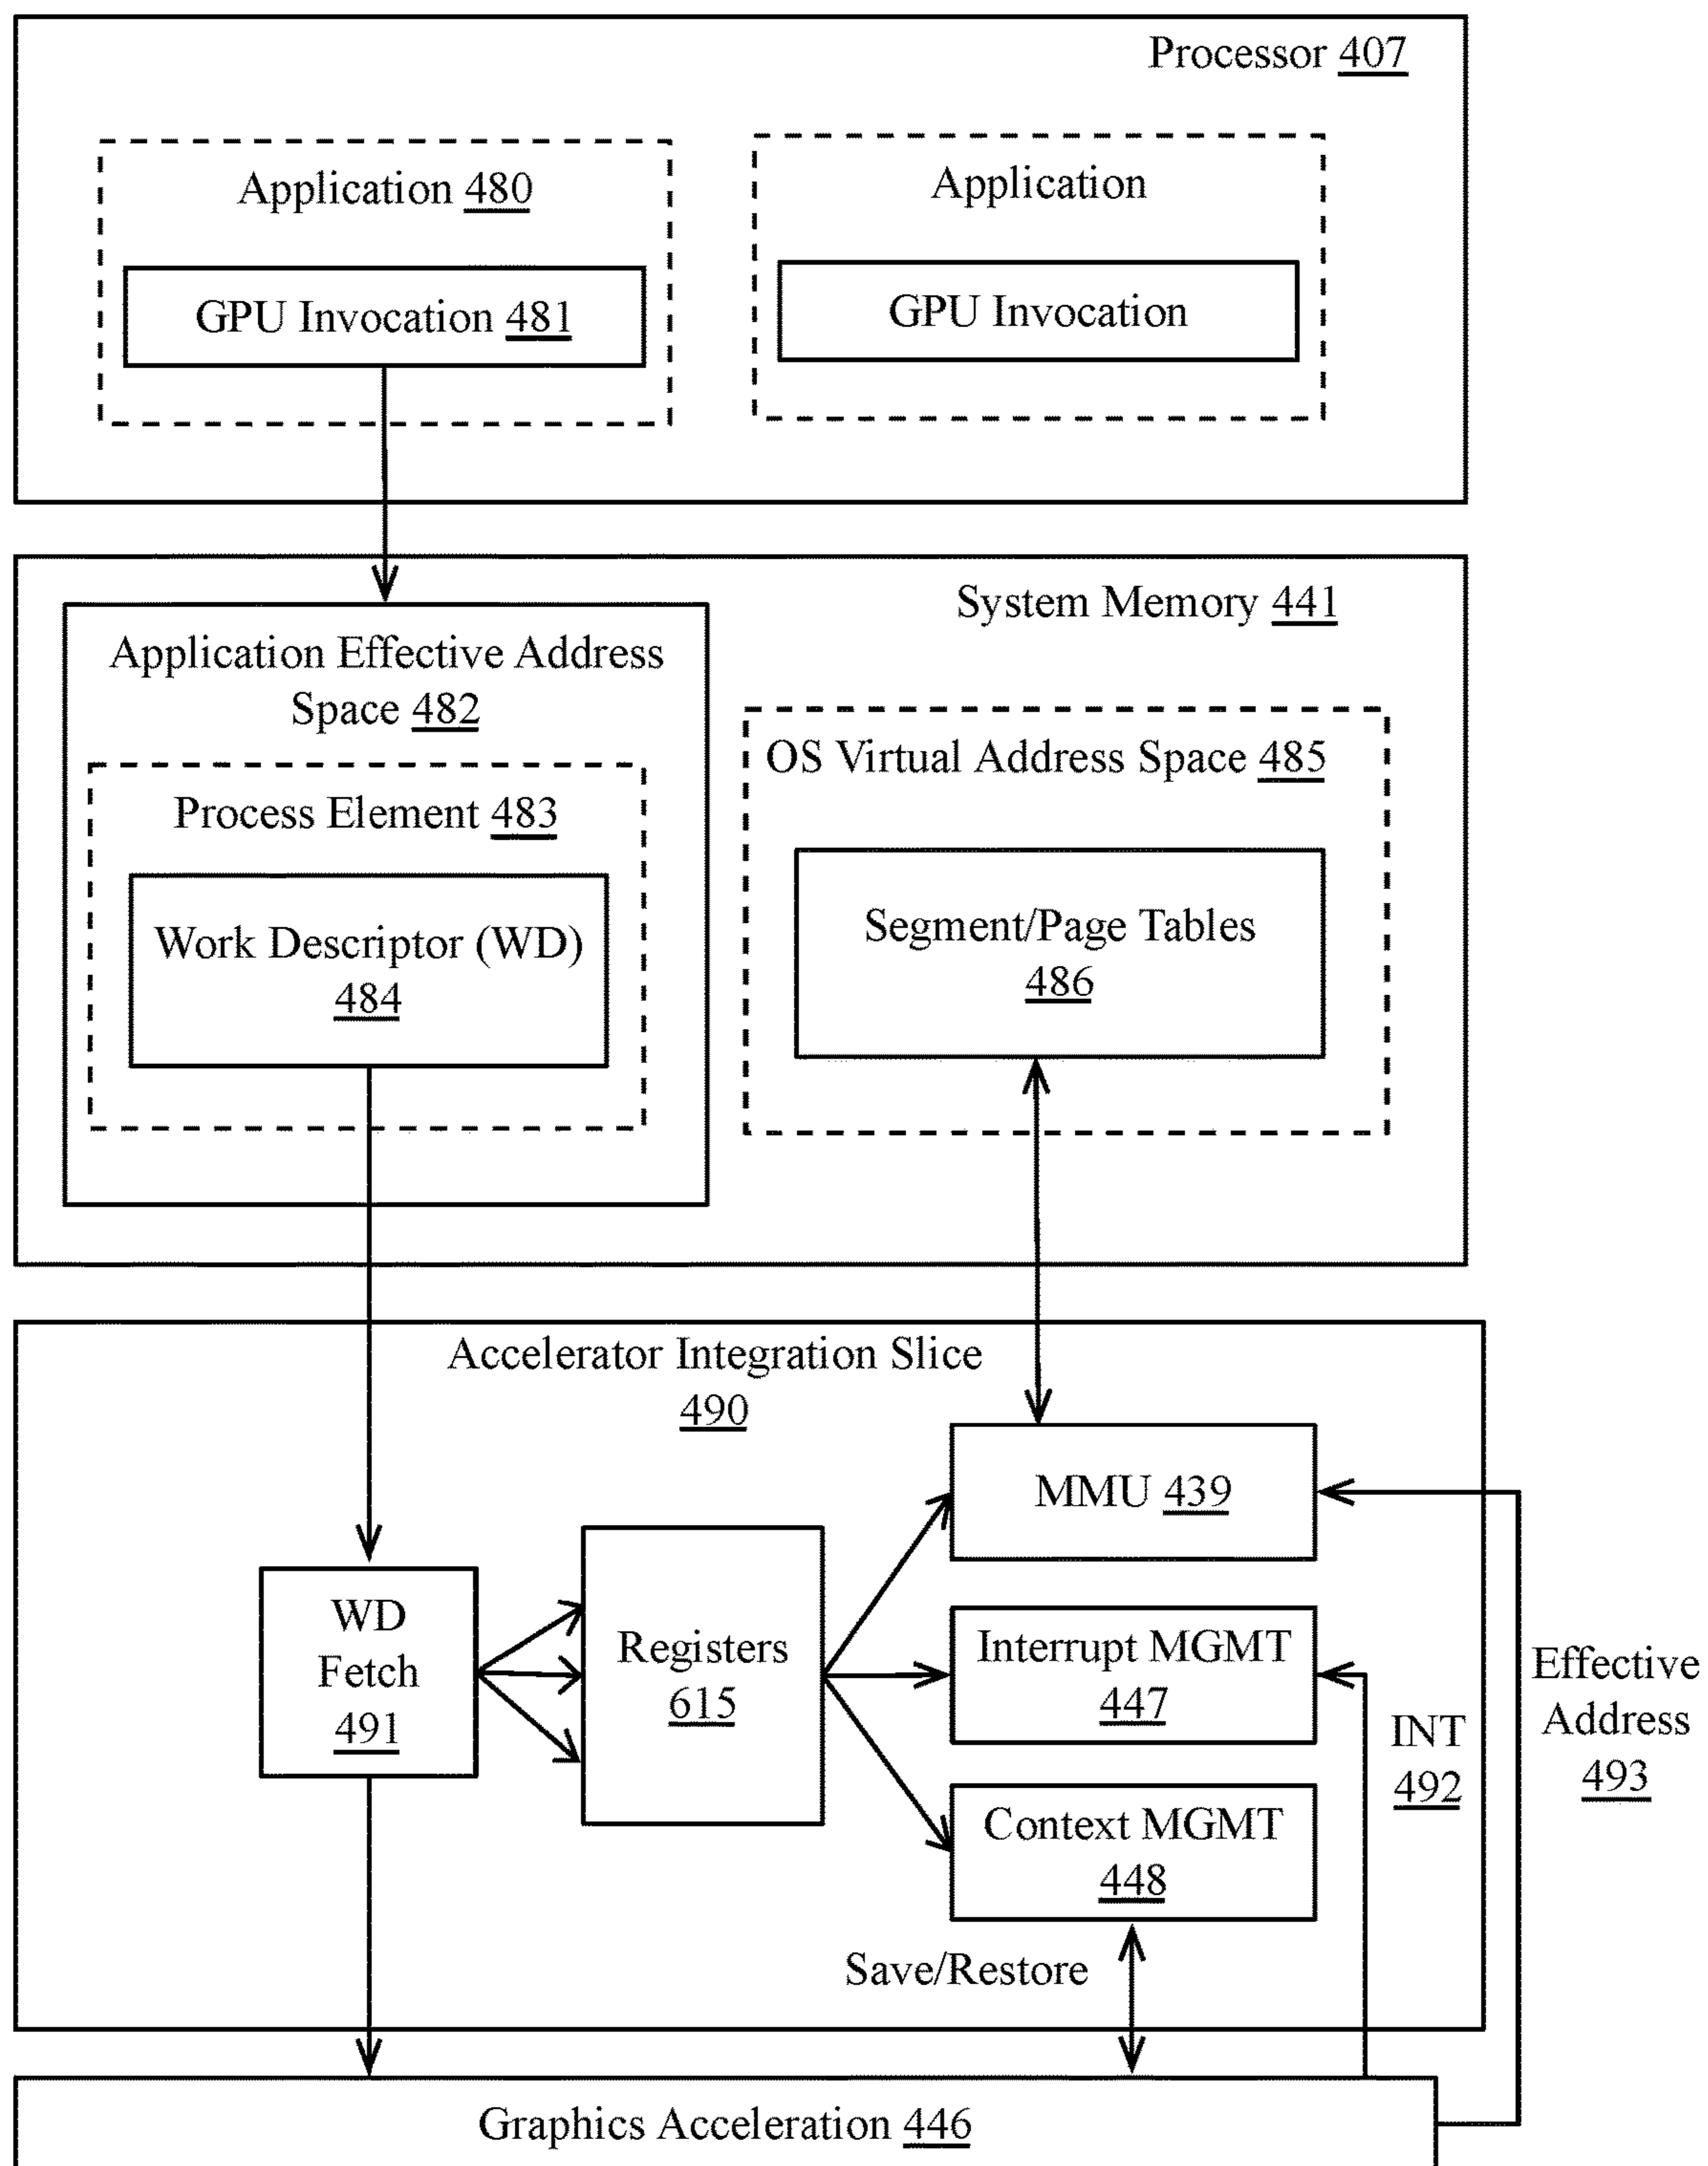 Processor 407
Application 480
Application
GPU Invocation 481
GPU Invocation
System Memory 441
Application Effective Address
Space 482
OS Virtual Address Space 485
Process Element 483
Segment/Page Tables
486
Work Descriptor (WD)
484
Accelerator Integration Slice
490
MMU 439
WD
Fetch
491
Registers
615
Interrupt MGMT
447
Effective
Address
493
INT
492
Context MGMT
448
Save/Restore
Graphics Acceleration 446